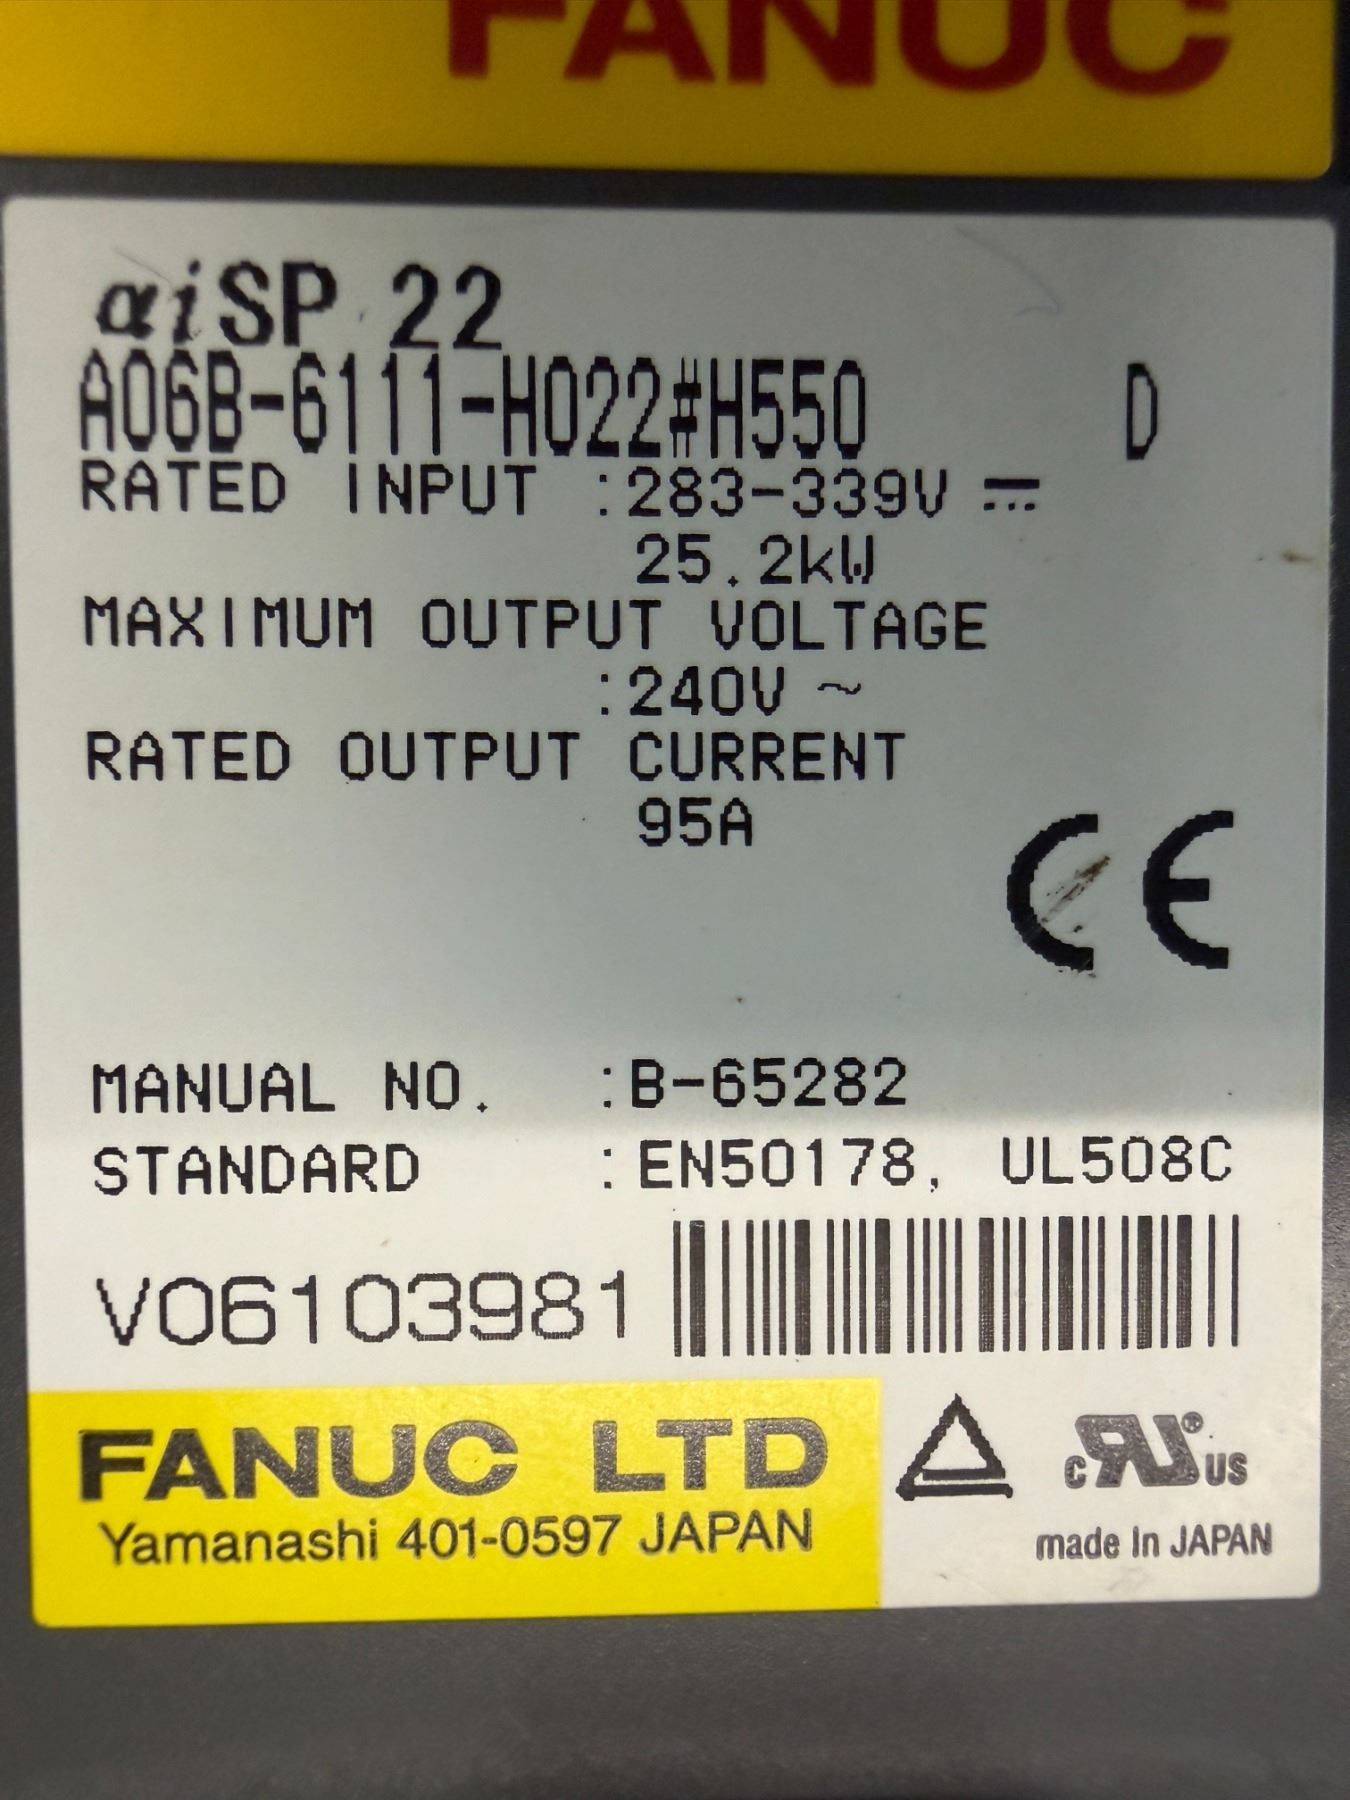 FANUC
αiSP 22
A06B-6111-H022#H550 D
RATED INPUT :283-339V ⎓
25.2kW
MAXIMUM OUTPUT VOLTAGE
:240V ~
RATED OUTPUT CURRENT
95A
CE
MANUAL NO. :B-65282
STANDARD :EN50178, UL508C
V06103981
FANUC LTD
Yamanashi 401-0597 JAPAN
c RU® US
made In JAPAN